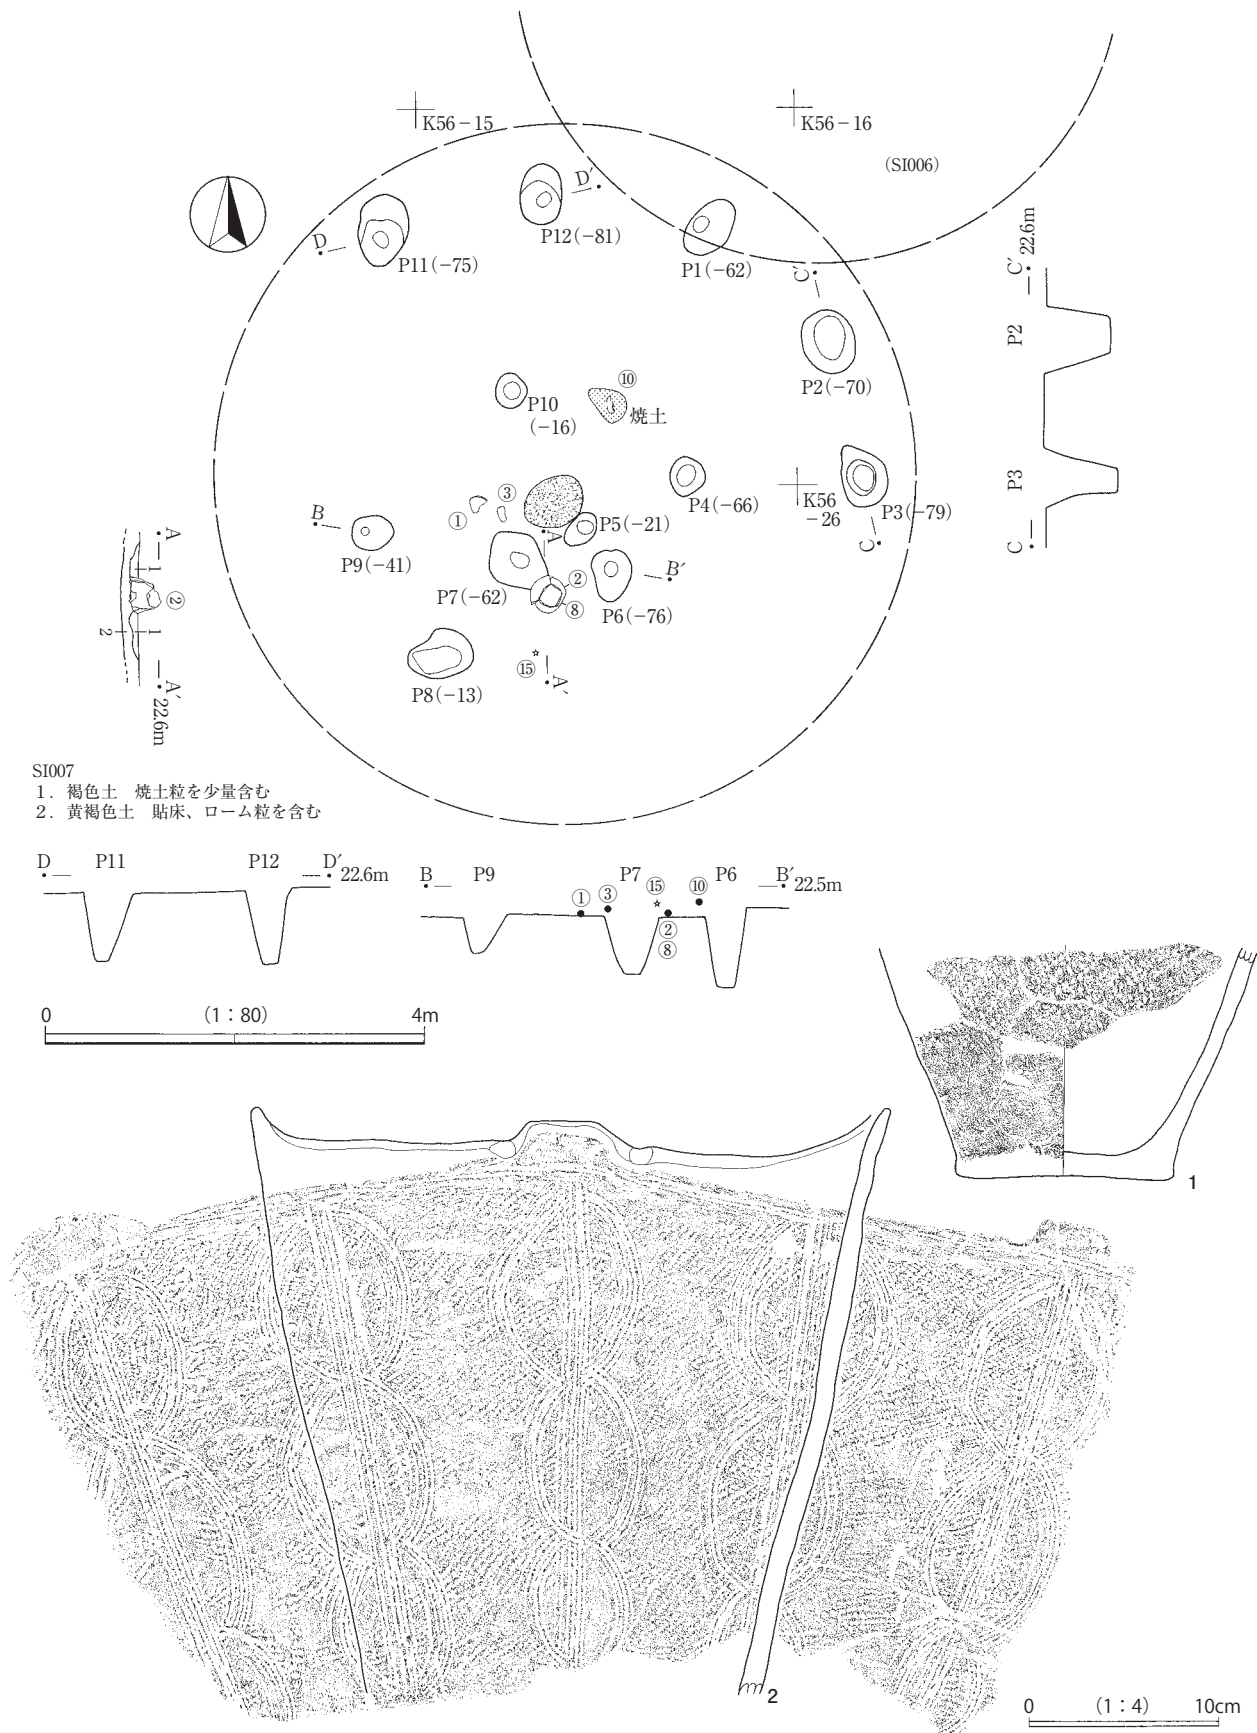 K56－15
K56－16
(SI006)
D′
D
P12(−81)
P11(−75)
P1(−62)
C′
C′ 22.6m
P2
P2(−70)
⑩
P10
(−16)
焼土
P4(−66)
K56
−26
P3(−79)
P3
C
C
③
①
B
P9(−41)
P5(−21)
A
P7(−62)
②
⑧
B′
P6(−76)
⑮
P8(−13)
A′
A
1
②
2
1
A′
22.6m
SI007
１．褐色土　焼土粒を少量含む
２．黄褐色土　貼床、ローム粒を含む
D P11 P12 D′ 22.6m
B P9 P7 P6 B′ 22.5m
① ③ ⑮ ⑩
②
⑧
0 (1：80) 4m
1
2
0 (1：4) 10cm